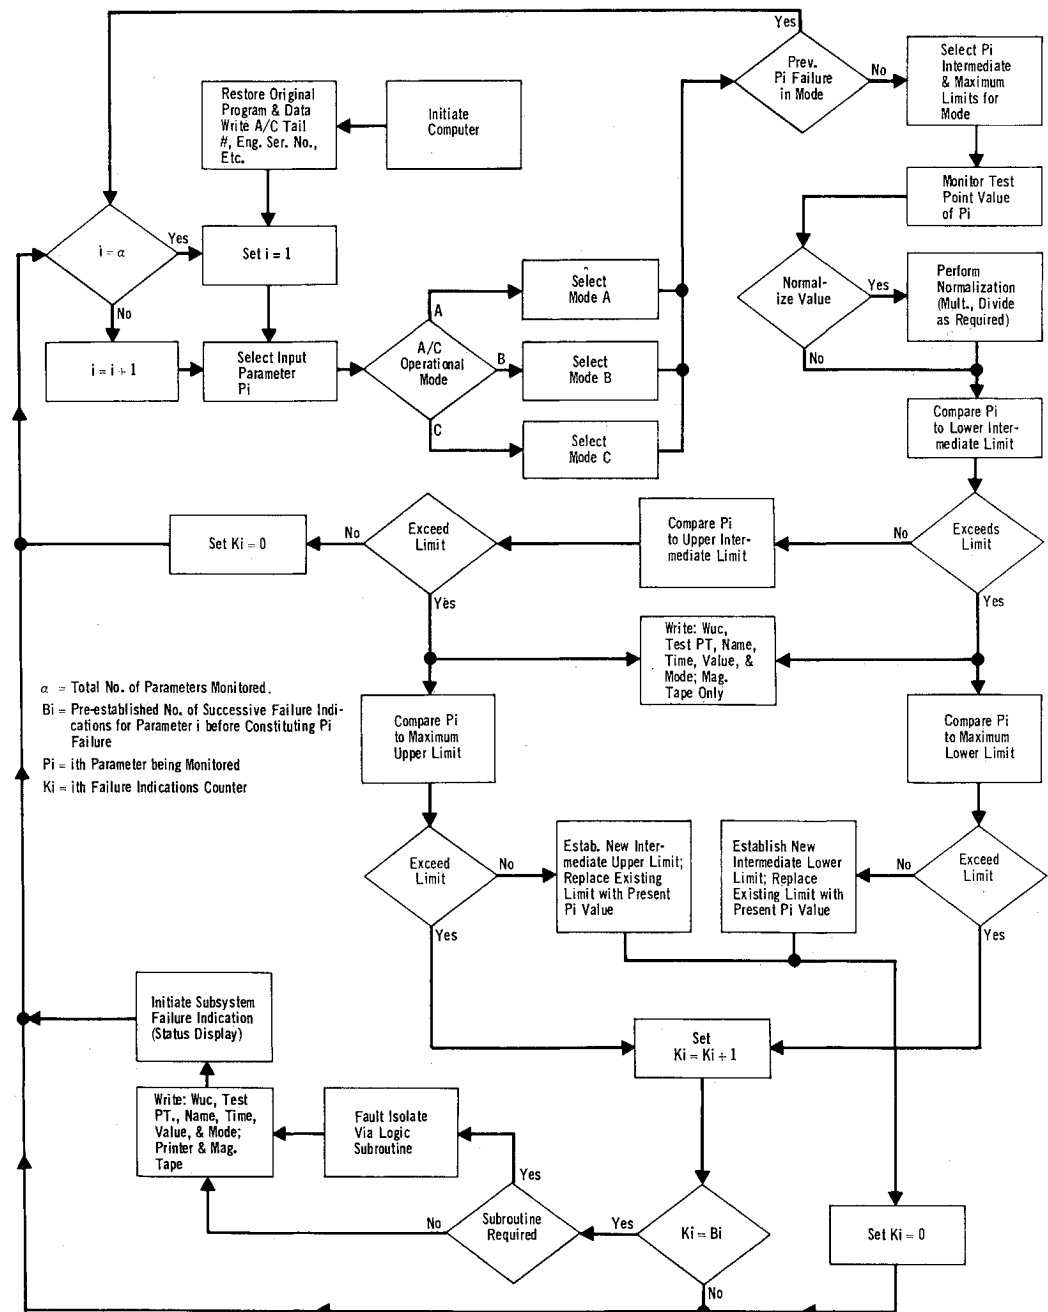 Yes
Prev.
Pi Failure
in Mode
No
Select Pi
Intermediate
& Maximum
Limits for
Mode
Restore Original
Program & Data
Write A/C Tail
#, Eng. Ser. No.,
Etc.
Initiate
Computer
Monitor Test
Point Value
of Pi
i = α
Yes
Set i = 1
No
Select
Mode A
Normal-
ize Value
Yes
Perform
Normalization
(Mult., Divide
as Required)
No
i = i + 1
Select Input
Parameter
Pi
A
A/C
Operational
Mode
B
C
Select
Mode B
Select
Mode C
Compare Pi
to Lower Inter-
mediate Limit
Set Ki = 0
No
Exceed
Limit
Yes
Compare Pi
to Upper Inter-
mediate Limit
No
Exceeds
Limit
Yes
Write: Wuc,
Test PT, Name,
Time, Value, &
Mode; Mag.
Tape Only
α = Total No. of Parameters Monitored.
Bi = Pre-established No. of Successive Failure Indi-
cations for Parameter i before Constituting Pi
Failure
Pi = ith Parameter being Monitored
Ki = ith Failure Indications Counter
Compare Pi
to Maximum
Upper Limit
Compare Pi
to Maximum
Lower Limit
Exceed
Limit
No
Yes
Estab. New Inter-
mediate Upper Limit;
Replace Existing
Limit with Present
Pi Value
Establish New
Intermediate Lower
Limit; Replace
Existing Limit with
Present Pi Value
No
Exceed
Limit
Yes
Initiate Subsystem
Failure Indication
(Status Display)
Set
Ki = Ki + 1
Write: Wuc, Test
PT., Name, Time,
Value, & Mode;
Printer & Mag.
Tape
Fault Isolate
Via Logic
Subroutine
Yes
No
Subroutine
Required
Yes
Ki = Bi
No
Set Ki = 0